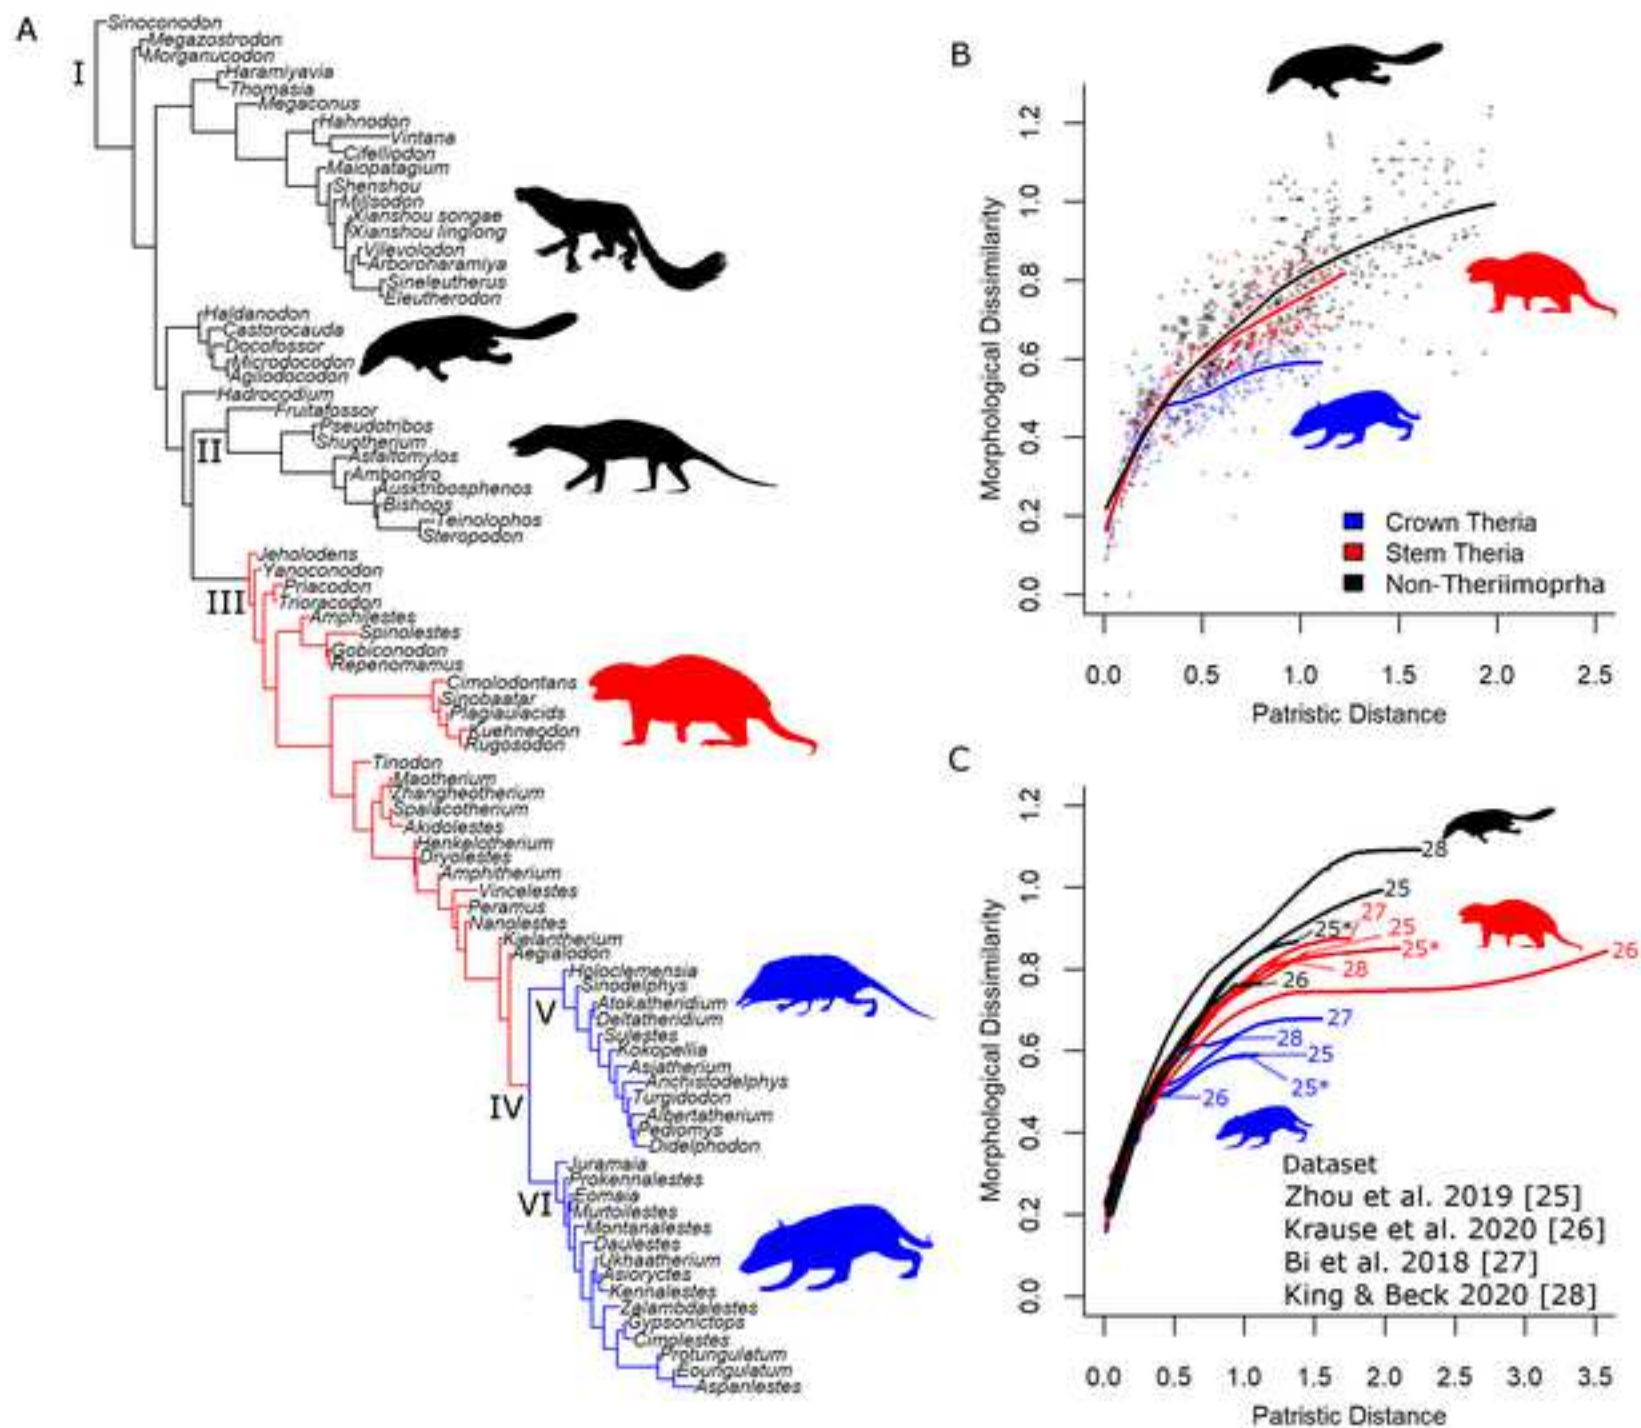 A
I
Sinoconodon
Megazostrodon
Morganucodon
Haramiyavia
Thomasia
Megaconus
Hahnodon
Vintana
Cifelliodon
Maiopatagium
Shenshou
Millsodon
Xianshou songae
Xianshou linglong
Vilevolodon
Arboroharamiya
Sineleutherus
Eleutherodon
Haldanodon
Castorocauda
Docofossor
Microdocodon
Agilodocodon
Hadrocodium
Fruitafossor
II
Pseudotribos
Shuotherium
Asfaltomylos
Ambondro
Ausktribosphenos
Bishops
Teinolophos
Steropodon
Jeholodens
Yanoconodon
III
Priacodon
Trioracodon
Amphilestes
Spinolestes
Gobiconodon
Repenomamus
Cimolodontans
Sinobaatar
Plagiaulacids
Kuehneodon
Rugosodon
Tinodon
Maotherium
Zhangheotherium
Spalacotherium
Akidolestes
Henkelotherium
Dryolestes
Amphitherium
Vincelestes
Peramus
Nanolestes
Kielantherium
Aegialodon
IV
V
Holoclemensia
Sinodelphys
Atokatheridium
Deltatheridium
Sulestes
Kokopellia
Asiatherium
Anchistodelphys
Turgidodon
Albertatherium
Pediomys
Didelphodon
VI
Juramaia
Prokennalestes
Eomaia
Murtoilestes
Montanalestes
Daulestes
Ukhaatherium
Asioryctes
Kennalestes
Zalambdalestes
Gypsonictops
Cimolestes
Protungulatum
Eoungulatum
Aspanlestes
B
Morphological Dissimilarity
1.2
1.0
0.8
0.6
0.4
0.2
0.0
Crown Theria
Stem Theria
Non-Theriimoprha
0.0 0.5 1.0 1.5 2.0 2.5
Patristic Distance
C
Morphological Dissimilarity
1.2
1.0
0.8
0.6
0.4
0.2
0.0
28
25
27
25*
25
25*
26
28
26
27
28
25
25*
26
Dataset
Zhou et al. 2019 [25]
Krause et al. 2020 [26]
Bi et al. 2018 [27]
King & Beck 2020 [28]
0.0 0.5 1.0 1.5 2.0 2.5 3.0 3.5
Patristic Distance